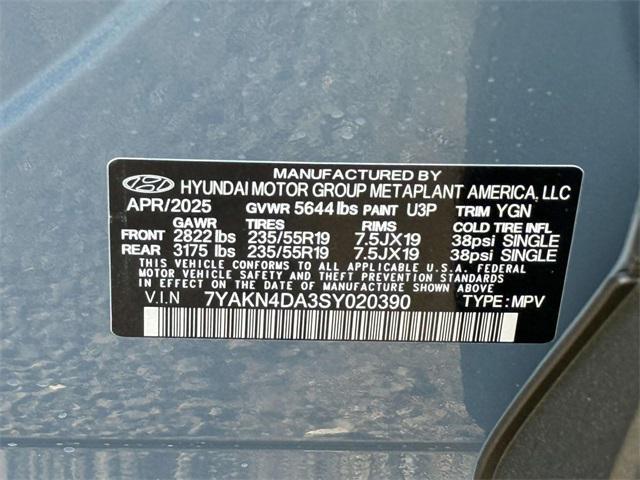 MANUFACTURED BY
HYUNDAI MOTOR GROUP METAPLANT AMERICA, LLC
APR/2025 GVWR 5644 lbs PAINT U3P TRIM YGN
GAWR TIRES RIMS COLD TIRE INFL
FRONT 2822 lbs 235/55R19 7.5JX19 38psi SINGLE
REAR 3175 lbs 235/55R19 7.5JX19 38psi SINGLE
THIS VEHICLE CONFORMS TO ALL APPLICABLE U.S.A. FEDERAL
MOTOR VEHICLE SAFETY AND THEFT PREVENTION STANDARDS
IN EFFECT ON THE DATE OF MANUFACTURE SHOWN ABOVE
V.I.N 7YAKN4DA3SY020390 TYPE: MPV